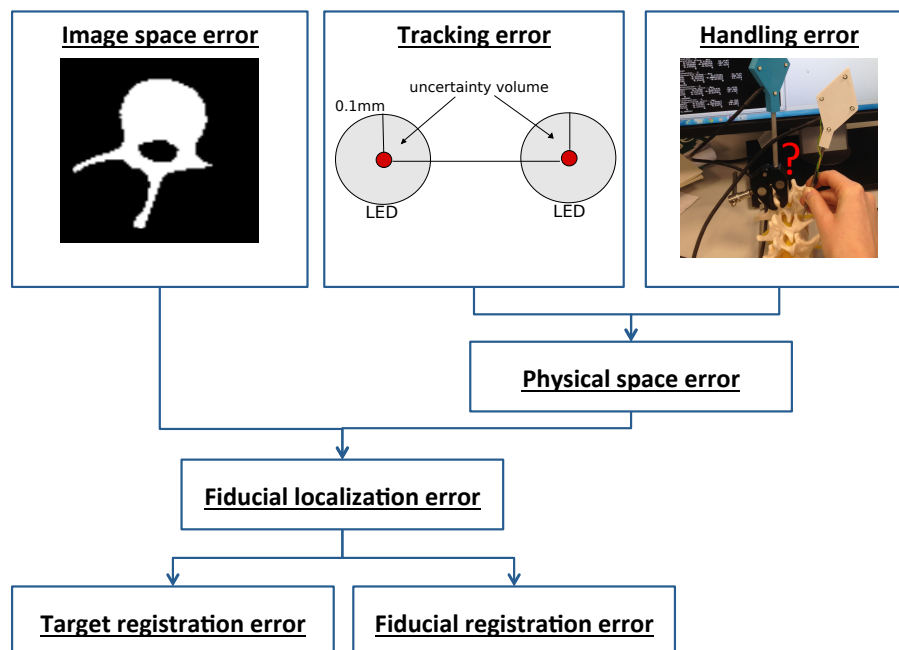 Image space error
Tracking error
Handling error
uncertainty volume
0.1mm
LED
LED
?
Physical space error
Fiducial localization error
Target registration error
Fiducial registration error